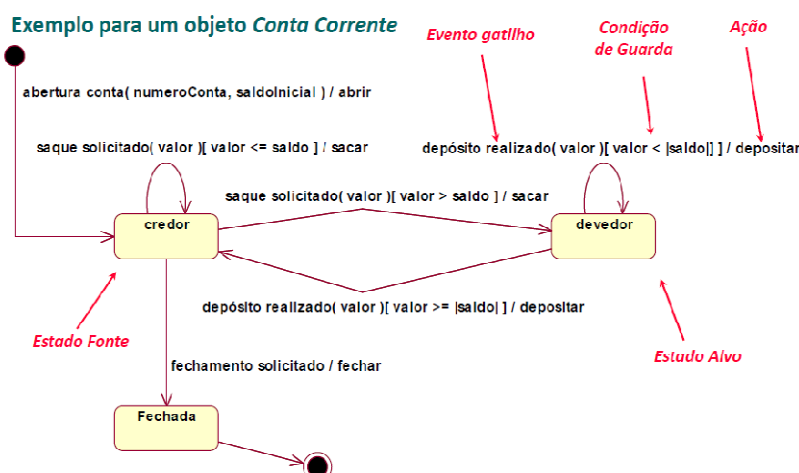 Exemplo para um objeto Conta Corrente
Evento gatilho
Condição
de Guarda
Ação
abertura conta( numeroConta, saldoInicial ) / abrir
saque solicitado( valor )[ valor <= saldo ] / sacar
depósito realizado( valor )[ valor < |saldo|] ] / depositar
saque solicitado( valor )[ valor > saldo ] / sacar
credor
devedor
depósito realizado( valor )[ valor >= |saldo| ] / depositar
Estado Fonte
Estudo Alvo
fechamento solicitado / fechar
Fechada